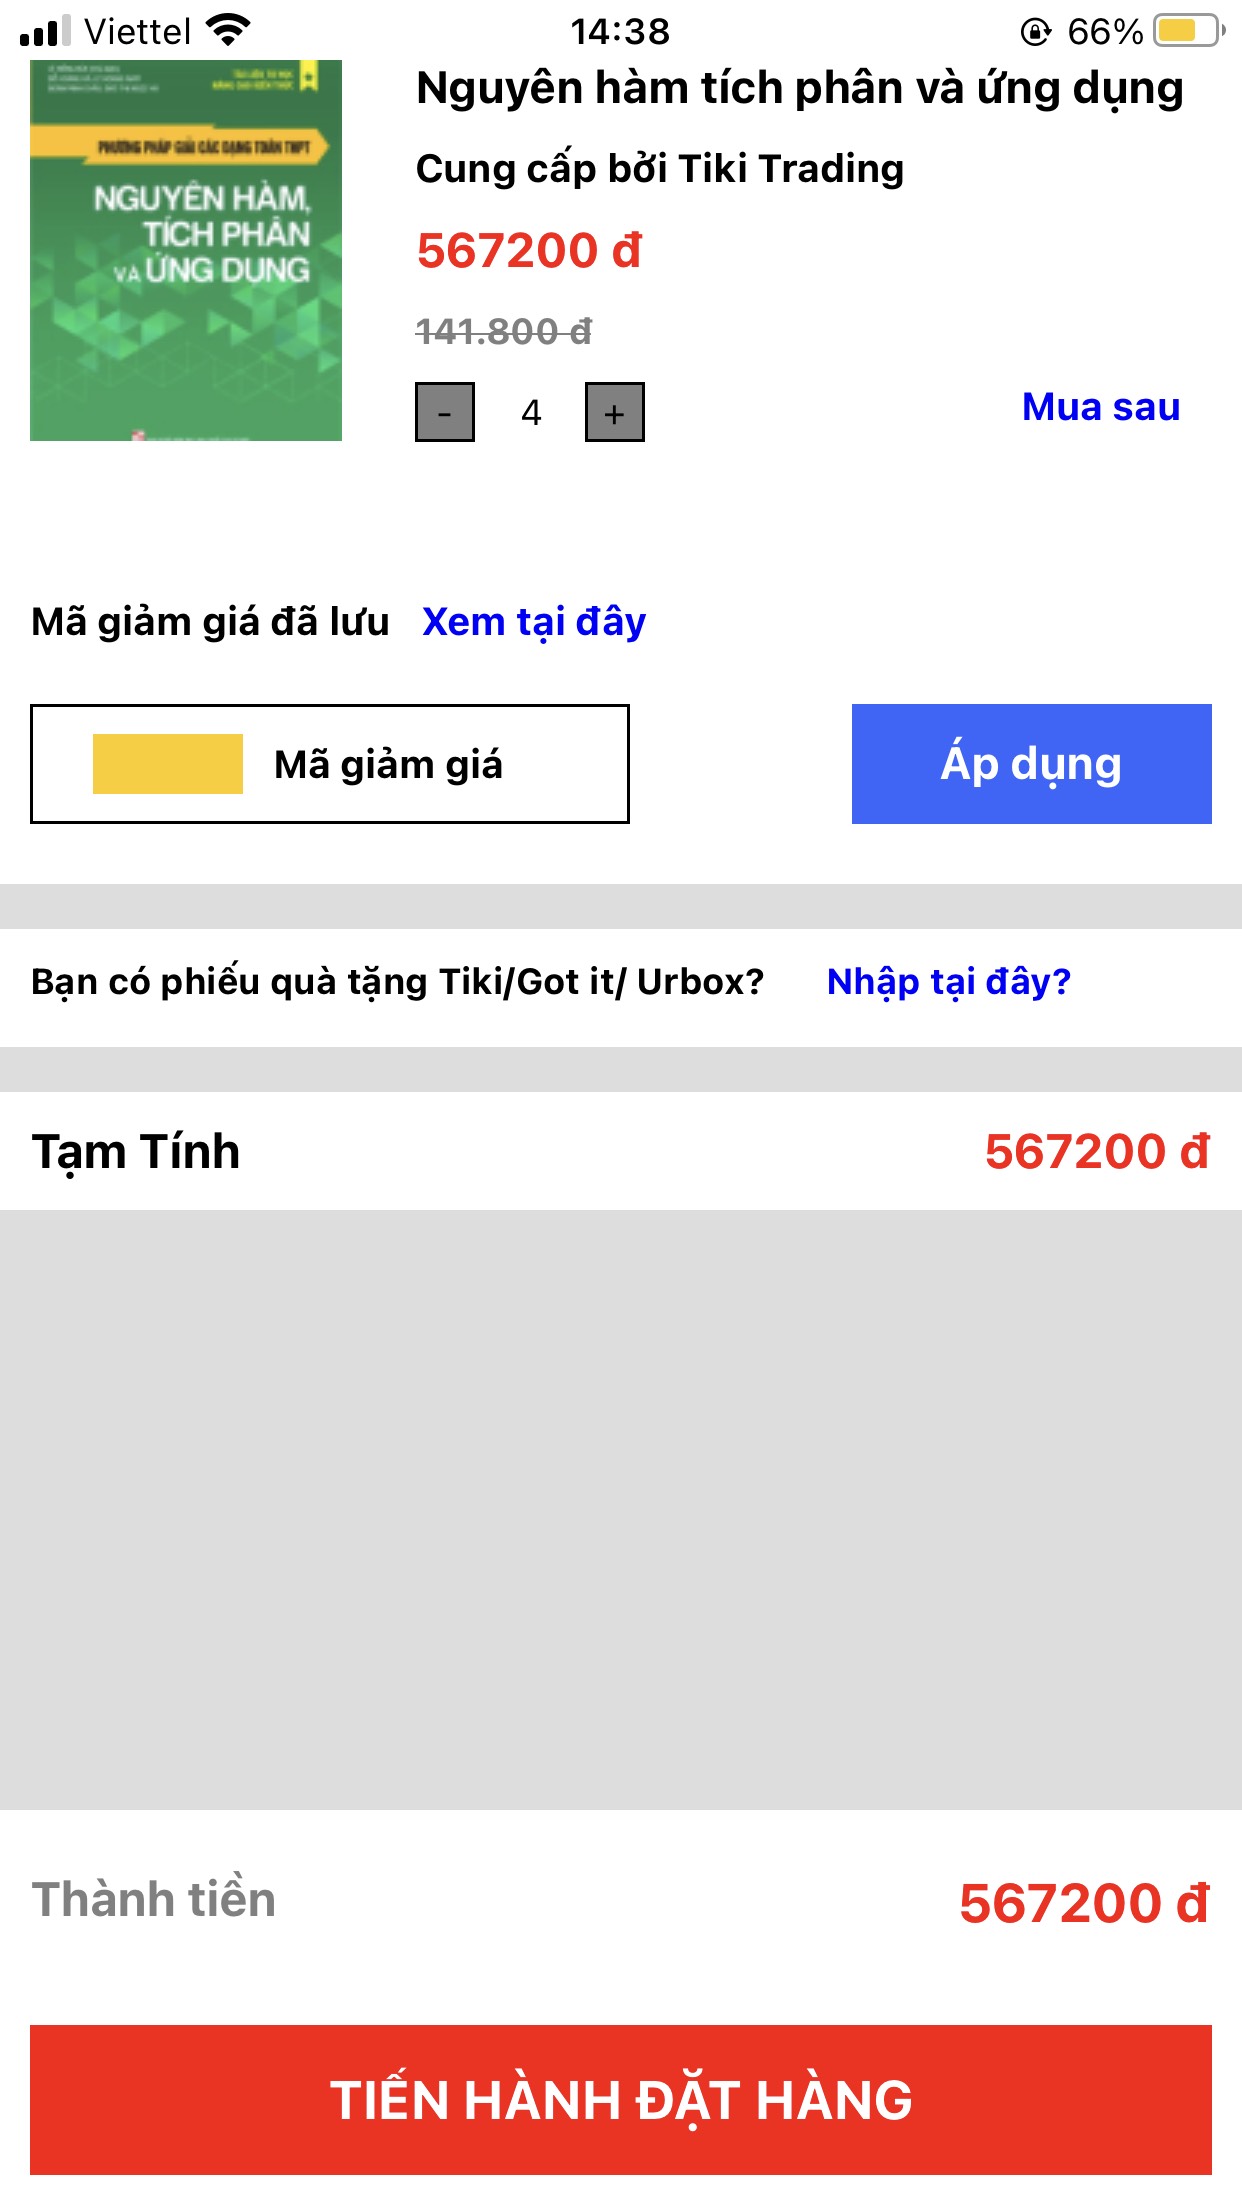 Viettel 14:38 66%
PHƯƠNG PHÁP GIẢI CÁC DẠNG TOÁN THPT
NGUYÊN HÀM,
TÍCH PHÂN
VÀ ỨNG DỤNG
Nguyên hàm tích phân và ứng dụng
Cung cấp bởi Tiki Trading
567200 đ
141.800 đ
- 4 +
Mua sau
Mã giảm giá đã lưu Xem tại đây
Mã giảm giá
Áp dụng
Bạn có phiếu quà tặng Tiki/Got it/ Urbox? Nhập tại đây?
Tạm Tính 567200 đ
Thành tiền 567200 đ
TIẾN HÀNH ĐẶT HÀNG